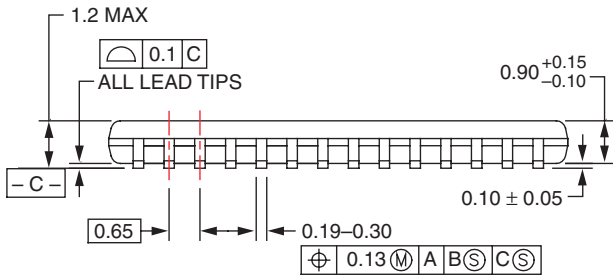 1.2 MAX
⌓ 0.1 C
ALL LEAD TIPS
0.90 +0.15 –0.10
– C –
0.10 ± 0.05
0.65
0.19–0.30
⌖ 0.13 Ⓜ A B Ⓢ C Ⓢ